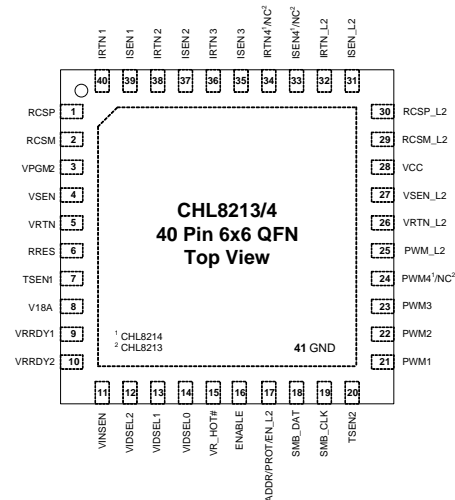 IRTN1
ISEN1
IRTN2
ISEN2
IRTN3
ISEN3
IRTN4¹/NC²
ISEN4¹/NC²
IRTN_L2
ISEN_L2
40 39 38 37 36 35 34 33 32 31
RCSP 1
RCSM 2
VPGM2 3
VSEN 4
VRTN 5
RRES 6
TSEN1 7
V18A 8
VRRDY1 9
VRRDY2 10
CHL8213/4
40 Pin 6x6 QFN
Top View
¹ CHL8214
² CHL8213
41 GND
30 RCSP_L2
29 RCSM_L2
28 VCC
27 VSEN_L2
26 VRTN_L2
25 PWM_L2
24 PWM4¹/NC²
23 PWM3
22 PWM2
21 PWM1
11 12 13 14 15 16 17 18 19 20
VINSEN
VIDSEL2
VIDSEL1
VIDSEL0
VR_HOT#
ENABLE
ADDR/PROT/EN_L2
SMB_DAT
SMB_CLK
TSEN2